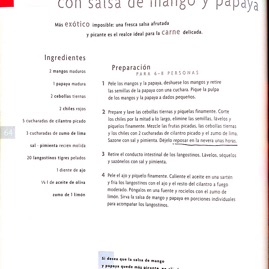 con salsa de mango y papaya
Más exótico imposible: una fresca salsa afrutada
y picante es el realce ideal para la carne delicada.
Ingredientes
2 mangos maduros
1 papaya madura
2 cebollas tiernas
2 chiles rojos
3 cucharadas de cilantro picado
3 cucharadas de zumo de lima
sal · pimienta recién molida
20 langostinos tigres pelados
1 diente de ajo
1/4 l de aceite de oliva
zumo de 1 limón
Preparación
PARA 6-8 PERSONAS
1 Pele los mangos y la papaya, deshuese los mangos y retire
las semillas de la papaya con una cuchara. Pique la pulpa
de los mangos y la papaya a dados pequeños.
2 Prepare y lave las cebollas tiernas y píquelas finamente. Corte
los chiles por la mitad a lo largo, elimine las semillas, lávelos y
píquelos finamente. Mezcle las frutas picadas, las cebollas tiernas
y los chiles con 2 cucharadas de cilantro picado y el zumo de lima.
Sazone con sal y pimienta. Déjelo reposar en la nevera unas horas.
3 Retire el conducto intestinal de los langostinos. Lávelos, séquelos
y sazónelos con sal y pimienta.
4 Pele el ajo y píquelo finamente. Caliente el aceite en una sartén
y fría los langostinos con el ajo y el resto del cilantro a fuego
moderado. Póngalos en una fuente y rocíelos con el zumo de
limón. Sirva la salsa de mango y papaya en porciones individuales
para acompañar los langostinos.
64
Si desea que la salsa de mango
y papaya quede más picante,